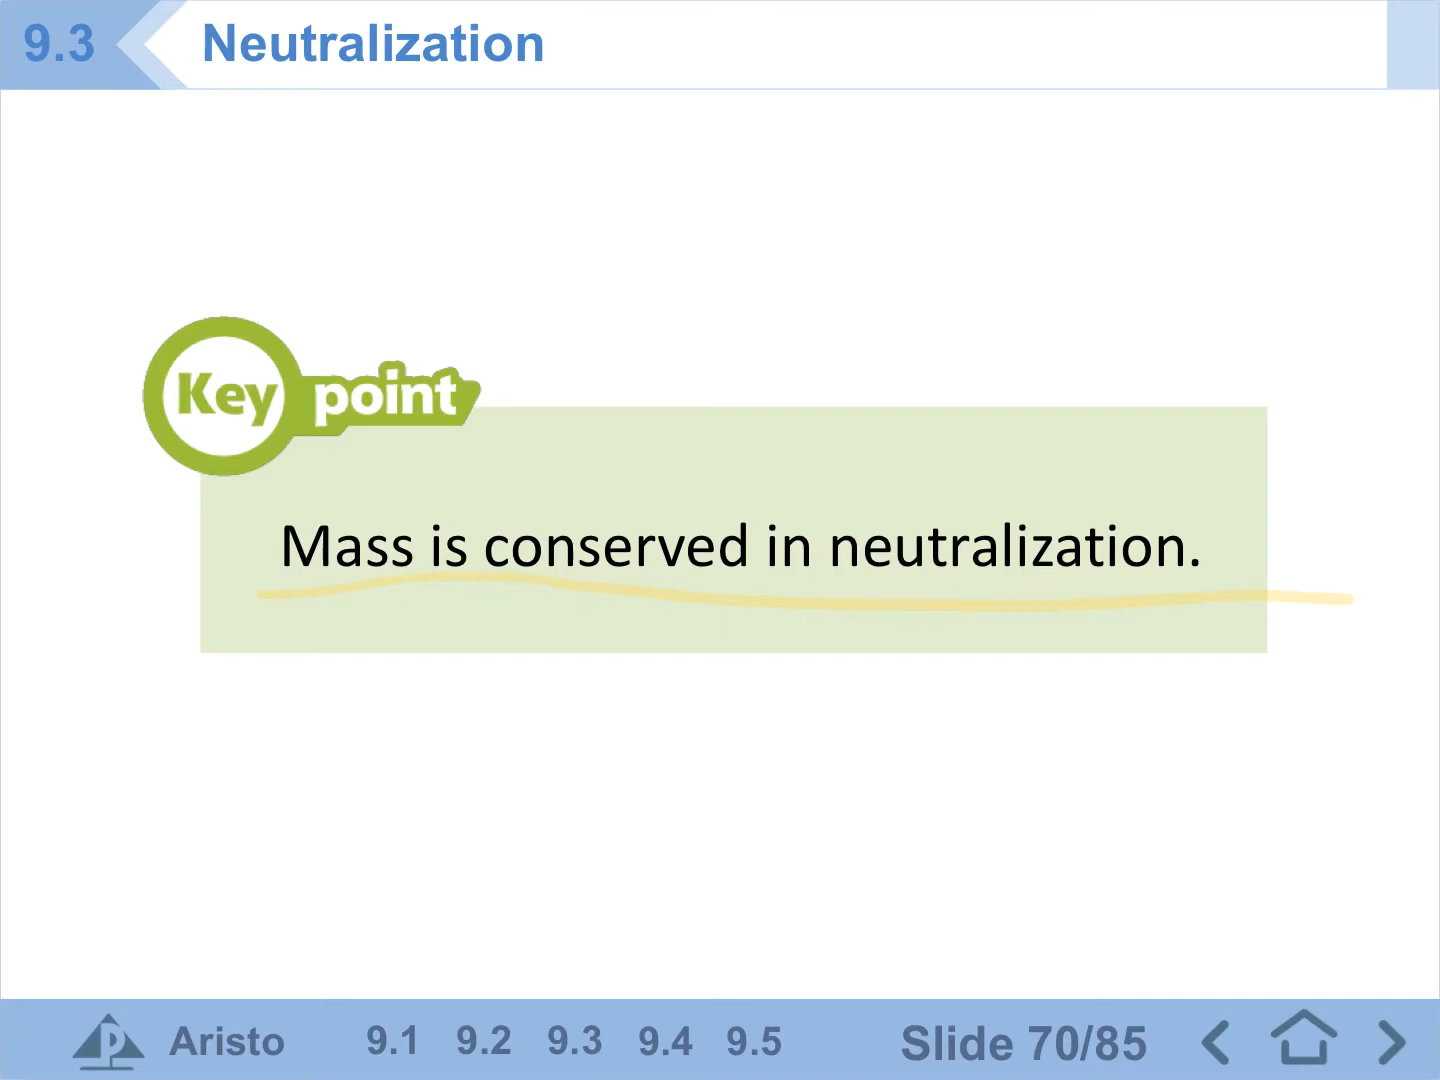 9.3 Neutralization
Key point
Mass is conserved in neutralization.
Aristo 9.1 9.2 9.3 9.4 9.5 Slide 70/85